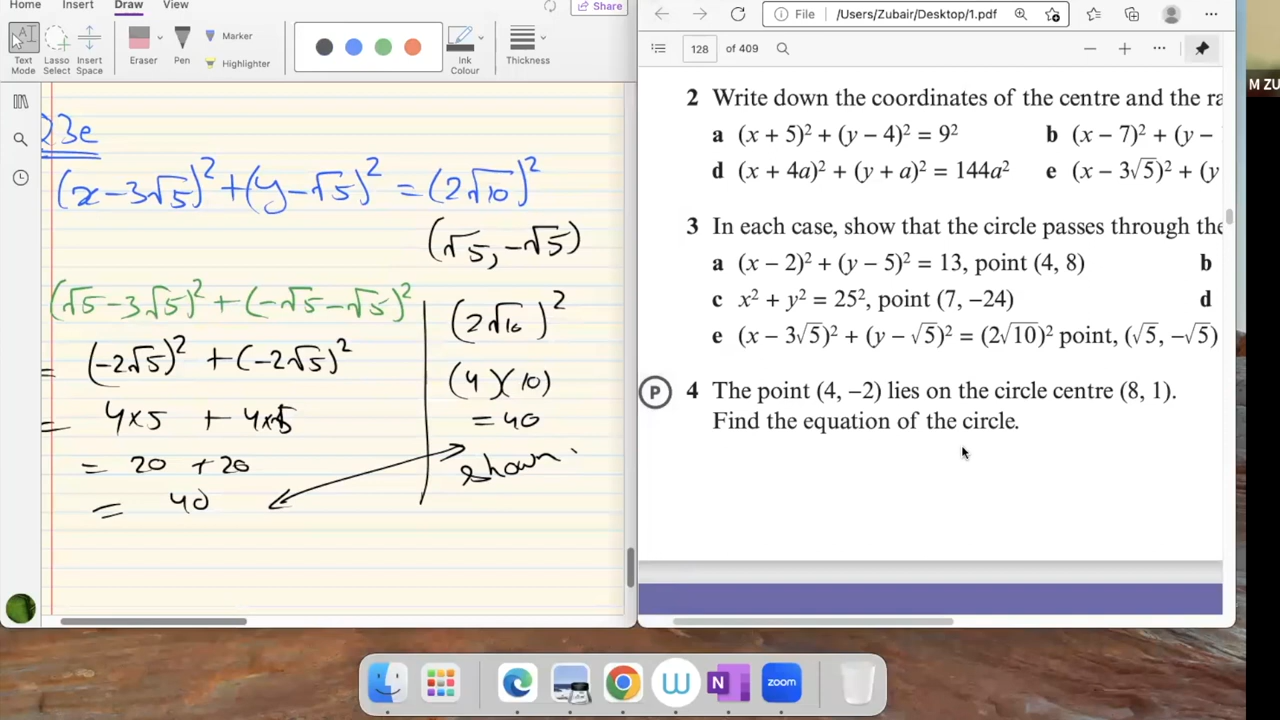 Home Insert Draw View
Share
Text Mode
Lasso Select
Insert Space
Eraser
Pen
Marker
Highlighter
Ink Colour
Thickness
23e
(x-3√5)² + (y-√5)² = (2√10)²
(√5, -√5)
(√5-3√5)² + (-√5-√5)²
= (-2√5)² + (-2√5)²
= 4x5 + 4x5
= 20 + 20
= 40
(2√10)²
(4)(10)
= 40
shown.
File /Users/Zubair/Desktop/1.pdf
128 of 409
2 Write down the coordinates of the centre and the ra
a (x + 5)² + (y − 4)² = 9² b (x − 7)² + (y −
d (x + 4a)² + (y + a)² = 144a² e (x − 3√5)² + (y
3 In each case, show that the circle passes through the
a (x − 2)² + (y − 5)² = 13, point (4, 8) b
c x² + y² = 25², point (7, −24) d
e (x − 3√5)² + (y − √5)² = (2√10)² point, (√5, −√5)
P 4 The point (4, −2) lies on the circle centre (8, 1).
Find the equation of the circle.
M ZU
W N zoom